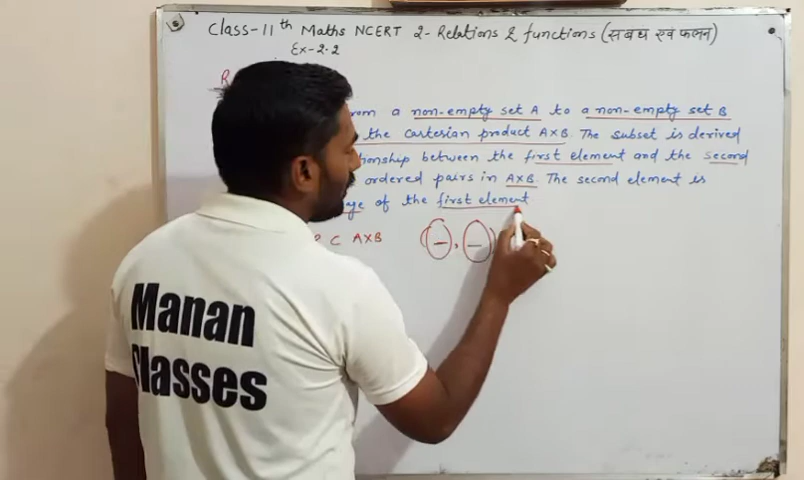 Class-11th Maths NCERT 2-Relations & functions (संबंध एवं फलन)
Ex-2.2
R
a non-empty set A to a non-empty set B
the cartesian product A×B The subset is derived
between the first element and the second
ordered pairs in A×B. The second element is
of the first element
⊂ A×B
(–, –)
Manan
Classes